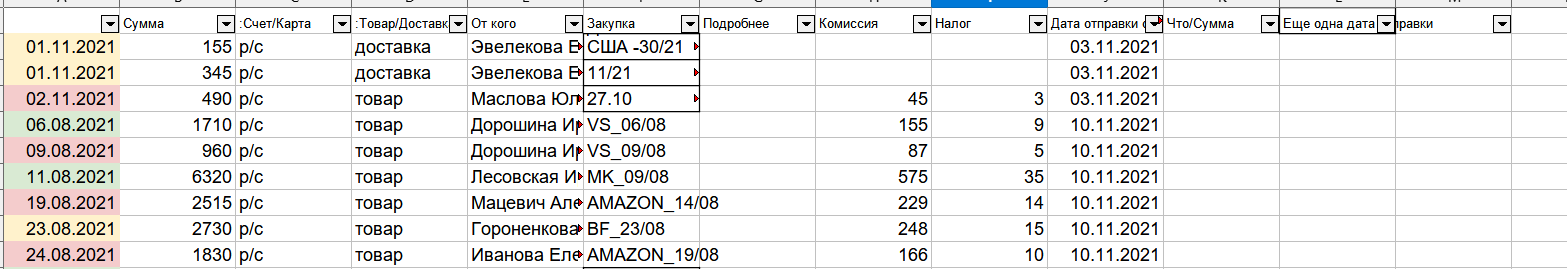 Сумма :Счет/Карта :Товар/Доставк От кого Закупка Подробнее Комиссия Налог Дата отправки Что/Сумма Еще одна дата правки
01.11.2021 155 р/с доставка Эвелекова Е США -30/21 03.11.2021
01.11.2021 345 р/с доставка Эвелекова Е 11/21 03.11.2021
02.11.2021 490 р/с товар Маслова Юл 27.10 45 3 03.11.2021
06.08.2021 1710 р/с товар Дорошина Ир VS_06/08 155 9 10.11.2021
09.08.2021 960 р/с товар Дорошина Ир VS_09/08 87 5 10.11.2021
11.08.2021 6320 р/с товар Лесовская И MK_09/08 575 35 10.11.2021
19.08.2021 2515 р/с товар Мацевич Але AMAZON_14/08 229 14 10.11.2021
23.08.2021 2730 р/с товар Гороненкова BF_23/08 248 15 10.11.2021
24.08.2021 1830 р/с товар Иванова Еле AMAZON_19/08 166 10 10.11.2021